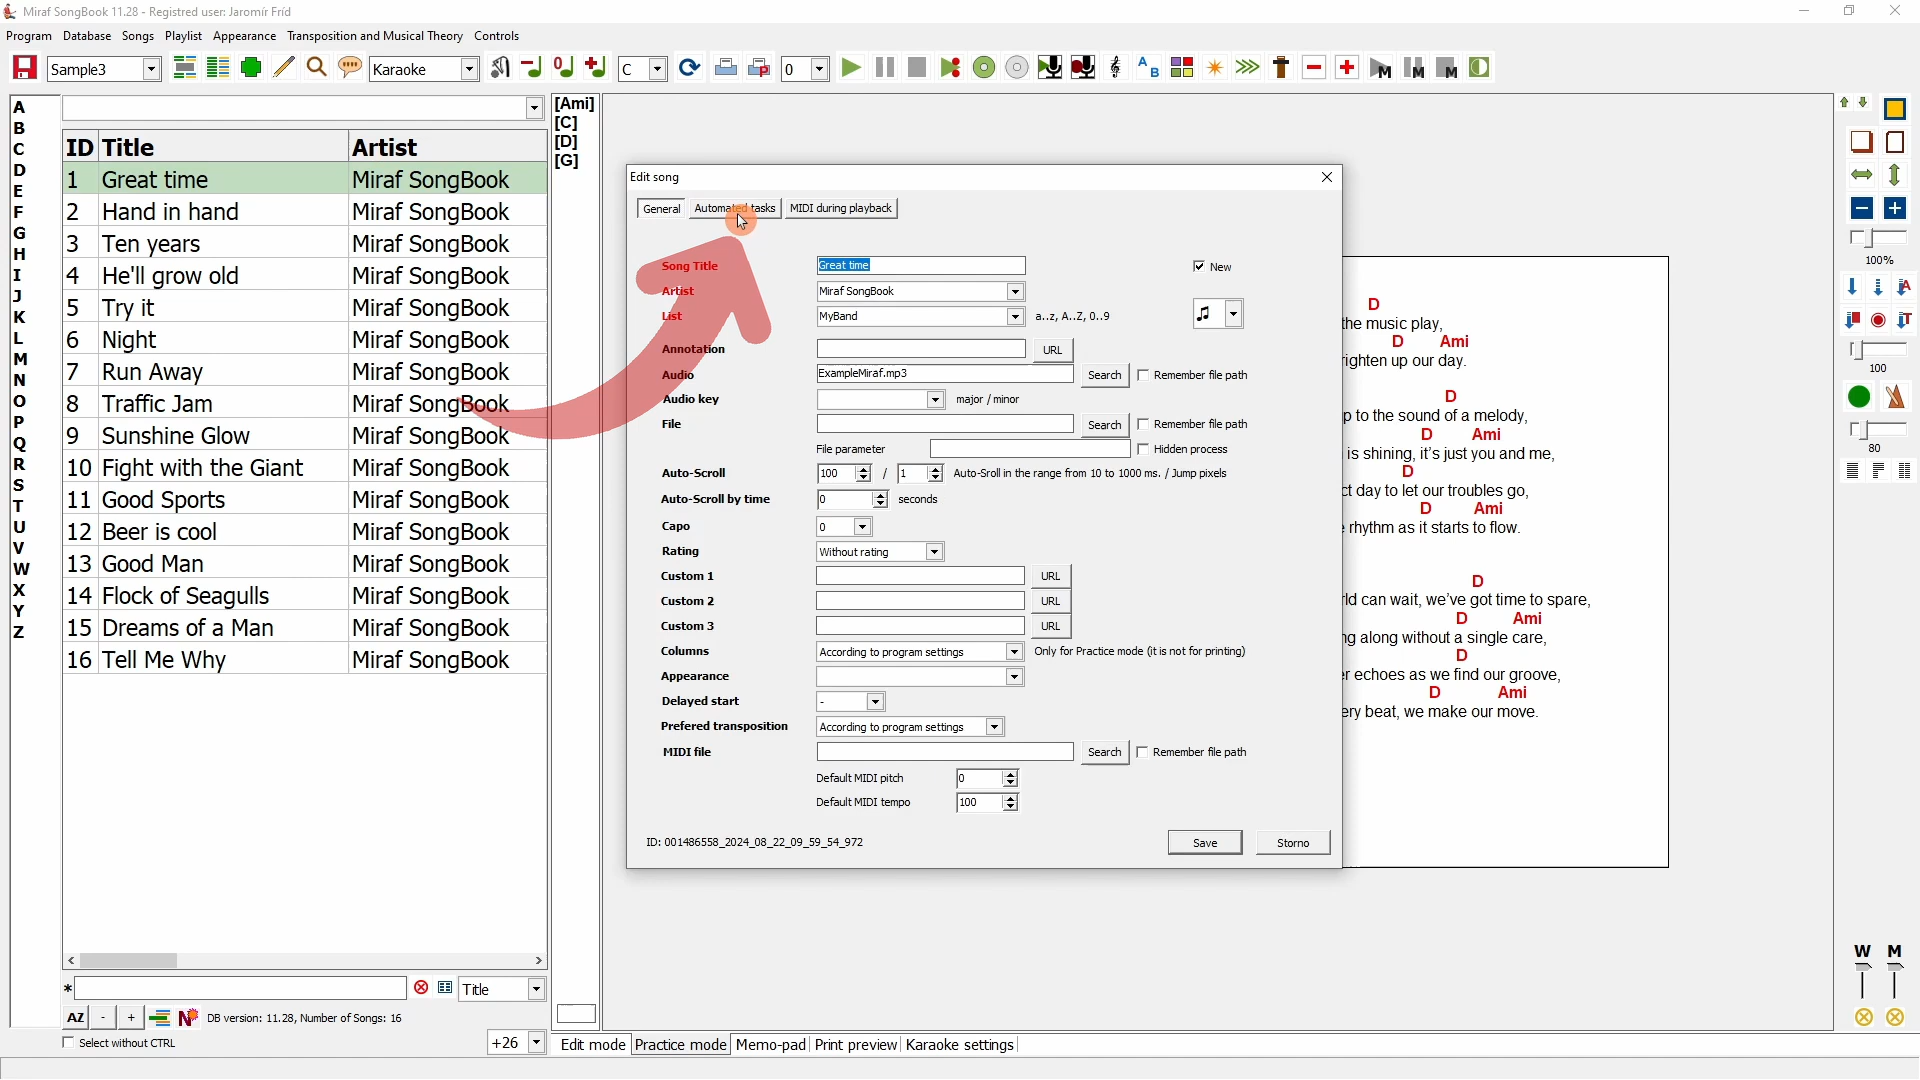 Miraf SongBook 11.28 - Registred user: Jaromír Fríd
Program Database Songs Playlist Appearance Transposition and Musical Theory Controls
Sample3 Karaoke C 0
A
B
C
D
E
F
G
H
I
J
K
L
M
N
O
P
Q
R
S
T
U
V
W
X
Y
Z
ID Title Artist
1 Great time Miraf SongBook
2 Hand in hand Miraf SongBook
3 Ten years Miraf SongBook
4 He'll grow old Miraf SongBook
5 Try it Miraf SongBook
6 Night Miraf SongBook
7 Run Away Miraf SongBook
8 Traffic Jam Miraf SongBook
9 Sunshine Glow Miraf SongBook
10 Fight with the Giant Miraf SongBook
11 Good Sports Miraf SongBook
12 Beer is cool Miraf SongBook
13 Good Man Miraf SongBook
14 Flock of Seagulls Miraf SongBook
15 Dreams of a Man Miraf SongBook
16 Tell Me Why Miraf SongBook
* Title
AZ - + N DB version: 11.28, Number of Songs: 16
Select without CTRL
+26
[Ami]
[C]
[D]
[G]
Edit song
General Automated tasks MIDI during playback
Song Title Great time New
Artist Miraf SongBook
List MyBand a..z, A..Z, 0..9
Annotation URL
Audio ExampleMiraf.mp3 Search Remember file path
Audio key major / minor
File Search Remember file path
File parameter Hidden process
Auto-Scroll 100 / 1 Auto-Sroll in the range from 10 to 1000 ms. / Jump pixels
Auto-Scroll by time 0 seconds
Capo 0
Rating Without rating
Custom 1 URL
Custom 2 URL
Custom 3 URL
Columns According to program settings Only for Practice mode (it is not for printing)
Appearance
Delayed start -
Prefered transposition According to program settings
MIDI file Search Remember file path
Default MIDI pitch 0
Default MIDI tempo 100
ID: 001486558_2024_08_22_09_59_54_972 Save Storno
D
the music play,
D Ami
righten up our day.
D
p to the sound of a melody,
D Ami
is shining, it's just you and me,
D
ct day to let our troubles go,
D Ami
rhythm as it starts to flow.
D
rld can wait, we've got time to spare,
D Ami
ng along without a single care,
D
er echoes as we find our groove,
D Ami
ery beat, we make our move.
100%
100
80
W M
Edit mode Practice mode Memo-pad Print preview Karaoke settings